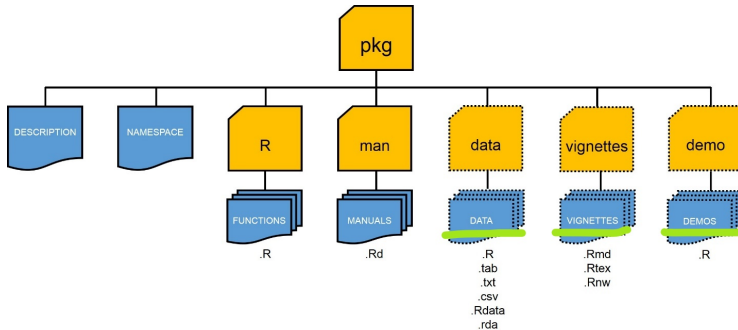 pkg
DESCRIPTION
NAMESPACE
R
man
data
vignettes
demo
FUNCTIONS
MANUALS
DATA
VIGNETTES
DEMOS
.R
.Rd
.R
.Rmd
.R
.tab
.Rtex
.txt
.Rnw
.csv
.Rdata
.rda